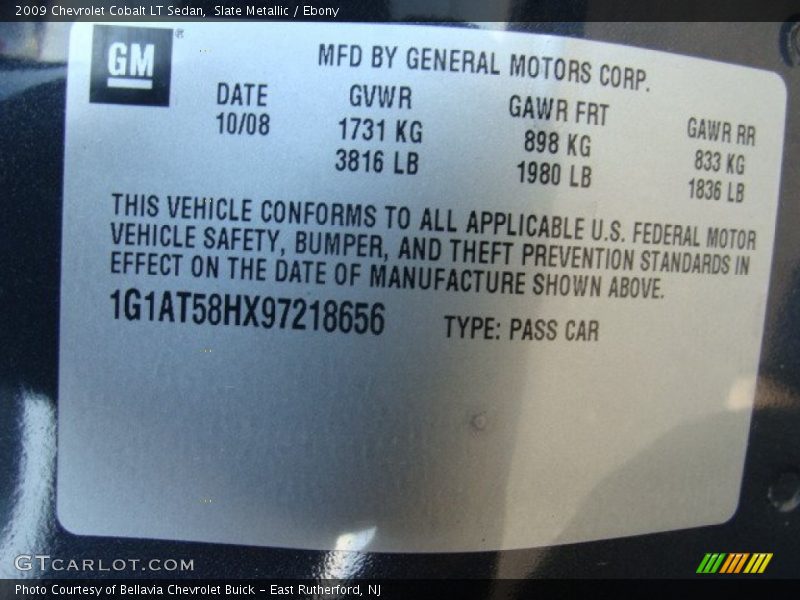 2009 Chevrolet Cobalt LT Sedan,  Slate Metallic / Ebony
GM
MFD BY GENERAL MOTORS CORP.
DATE GVWR GAWR FRT GAWR RR
10/08 1731 KG 898 KG 833 KG
3816 LB 1980 LB 1836 LB
THIS VEHICLE CONFORMS TO ALL APPLICABLE U.S. FEDERAL MOTOR
VEHICLE SAFETY, BUMPER, AND THEFT PREVENTION STANDARDS IN
EFFECT ON THE DATE OF MANUFACTURE SHOWN ABOVE.
1G1AT58HX97218656 TYPE: PASS CAR
GTCARLOT.COM
Photo Courtesy of Bellavia Chevrolet Buick – East Rutherford, NJ